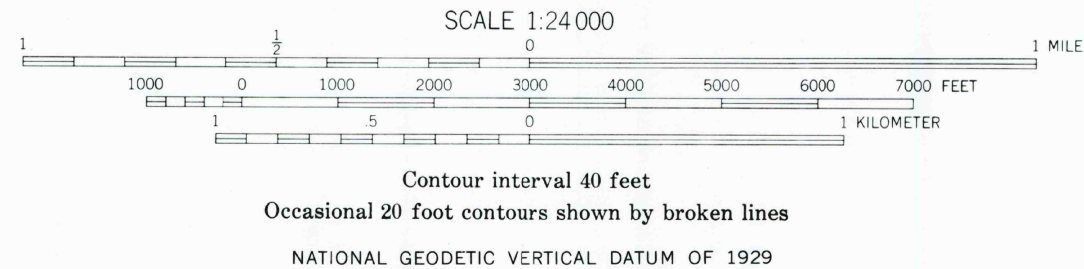 SCALE 1:24 000
1 1/2 0 1 MILE
1000 0 1000 2000 3000 4000 5000 6000 7000 FEET
1 .5 0 1 KILOMETER
Contour interval 40 feet
Occasional 20 foot contours shown by broken lines
NATIONAL GEODETIC VERTICAL DATUM OF 1929